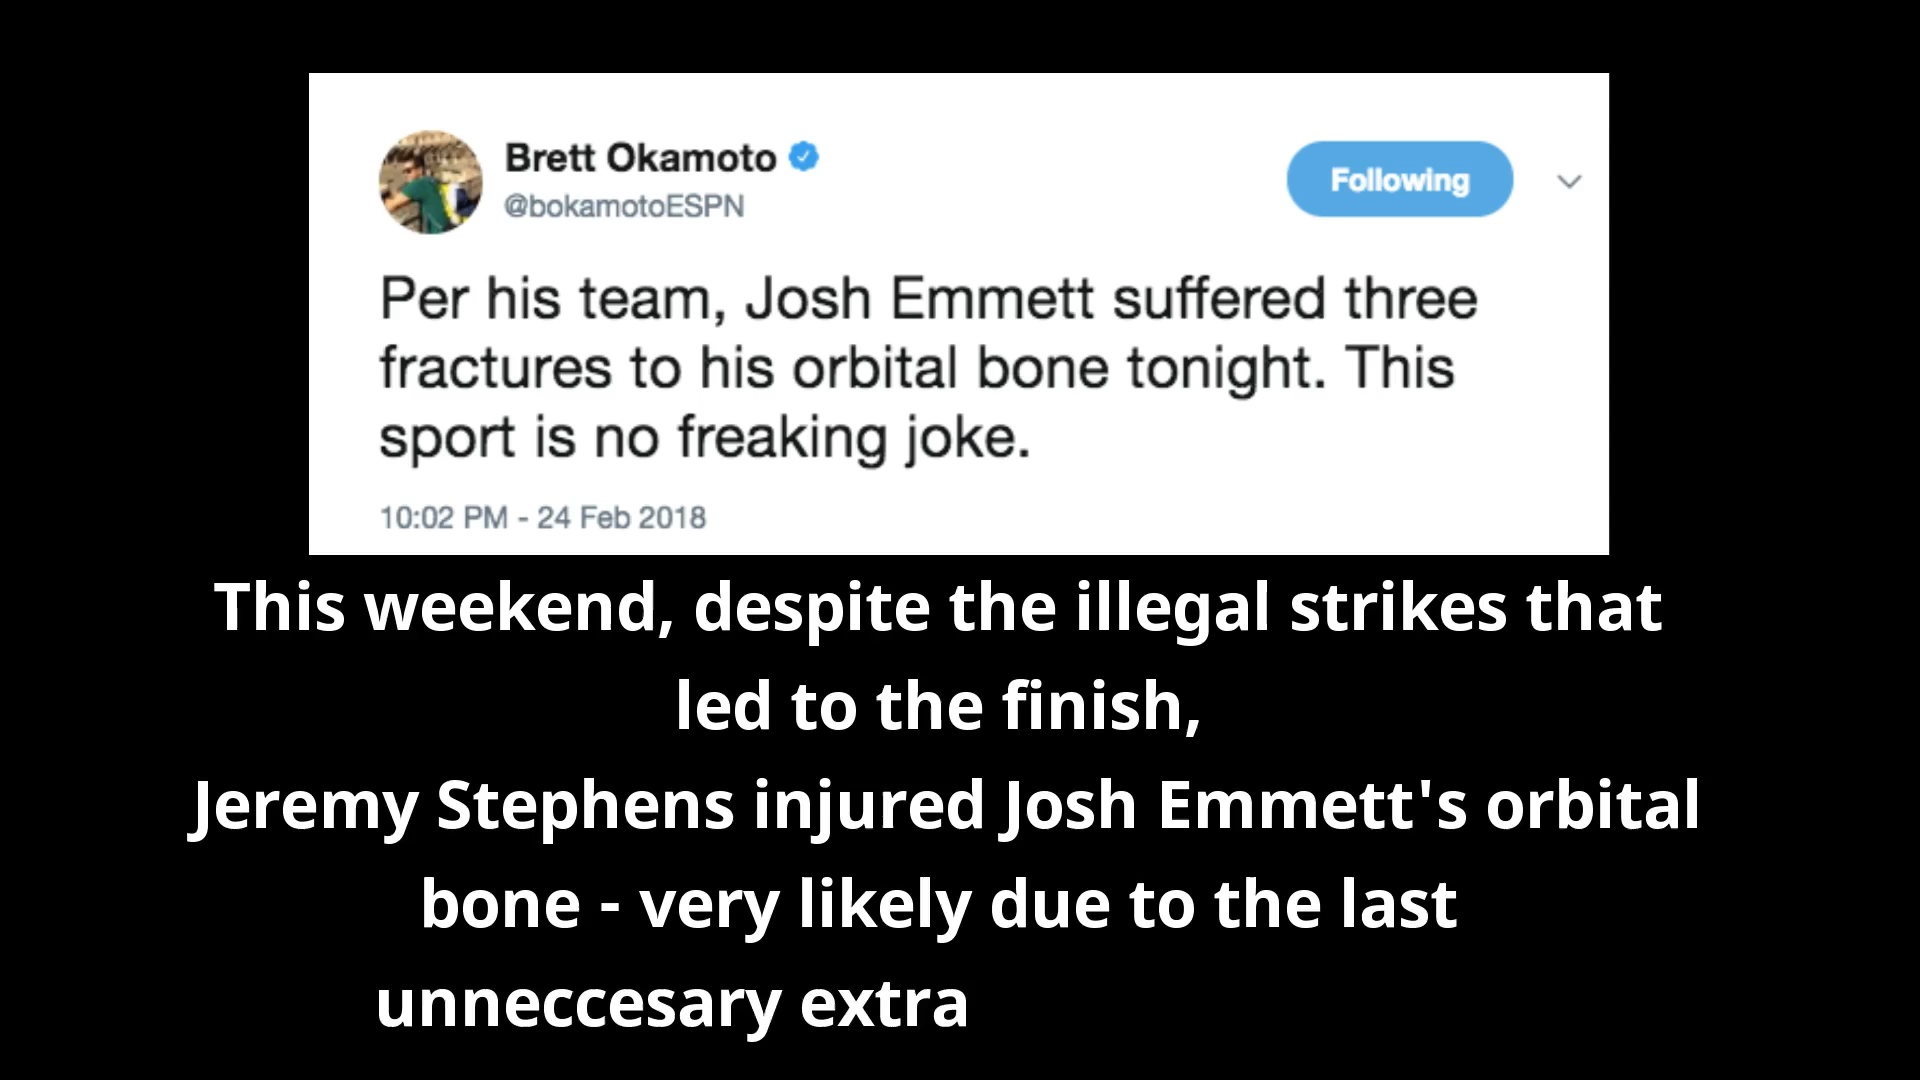 Brett Okamoto
@bokamotoESPN
Following
Per his team, Josh Emmett suffered three
fractures to his orbital bone tonight. This
sport is no freaking joke.
10:02 PM - 24 Feb 2018
This weekend, despite the illegal strikes that
led to the finish,
Jeremy Stephens injured Josh Emmett's orbital
bone - very likely due to the last
unneccesary extra